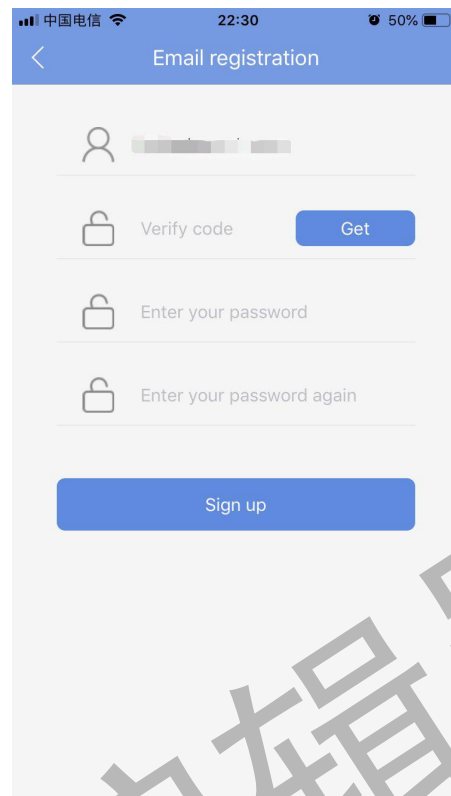 中国电信 22:30 50%
Email registration
Verify code Get
Enter your password
Enter your password again
Sign up
辑